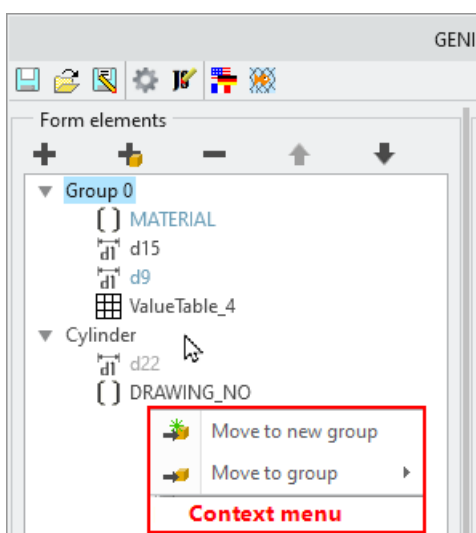 GENI
Form elements
Group 0
MATERIAL
d15
d9
ValueTable_4
Cylinder
d22
DRAWING_NO
Move to new group
Move to group
Context menu